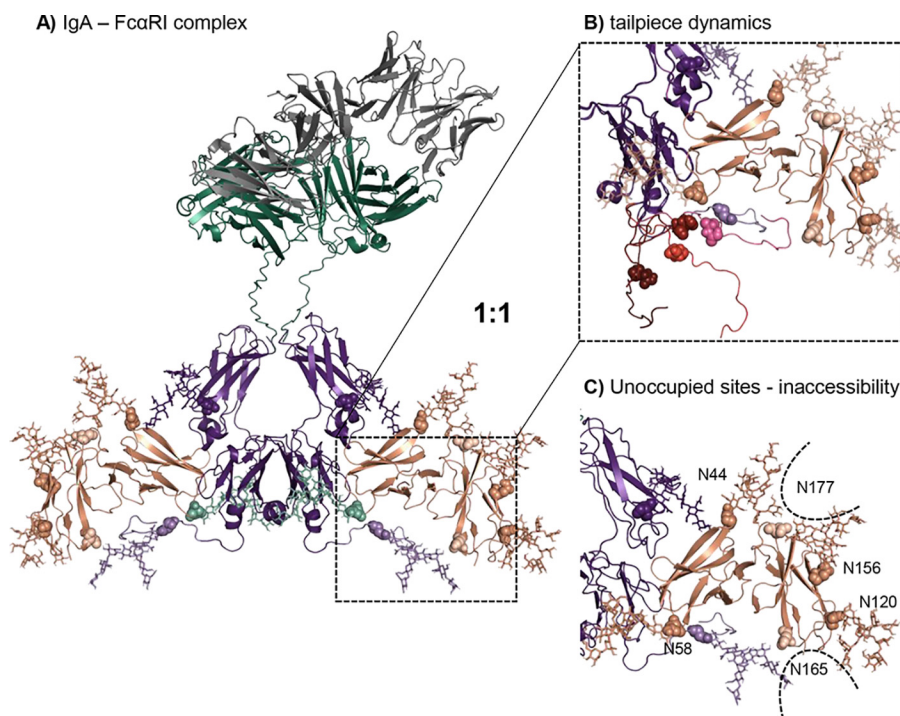 A) IgA – FcαRI complex
B) tailpiece dynamics
1:1
C) Unoccupied sites - inaccessibility
N44
N177
N156
N120
N58
N165